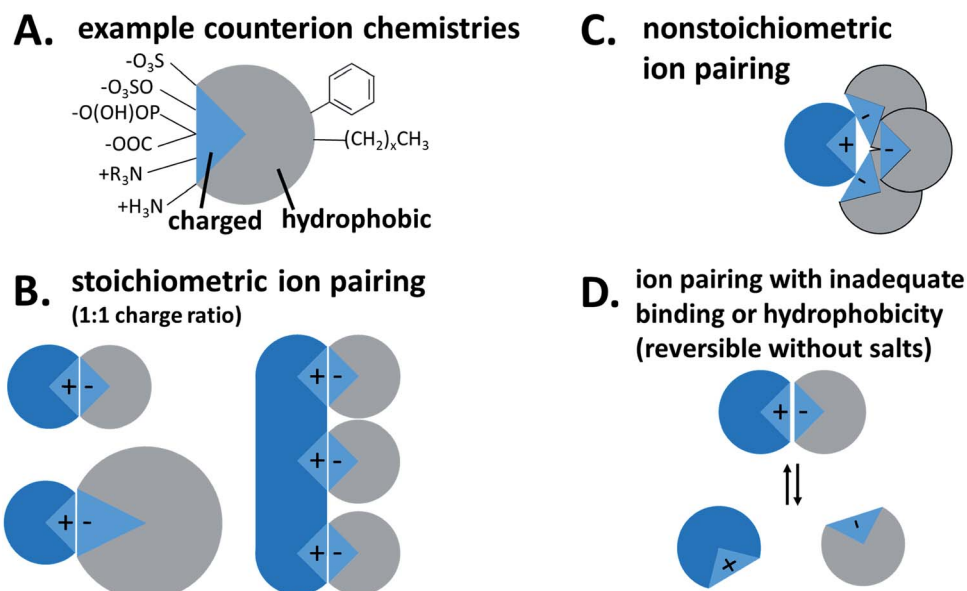 A. example counterion chemistries
-O₃S
-O₃SO
-O(OH)OP
-OOC
+R₃N
+H₃N
(CH₂)ₓCH₃
charged
hydrophobic
B. stoichiometric ion pairing
(1:1 charge ratio)
+ -
+ -
+ -
+ -
+ -
C. nonstoichiometric
ion pairing
-
+ -
-
D. ion pairing with inadequate
binding or hydrophobicity
(reversible without salts)
+ -
+ -